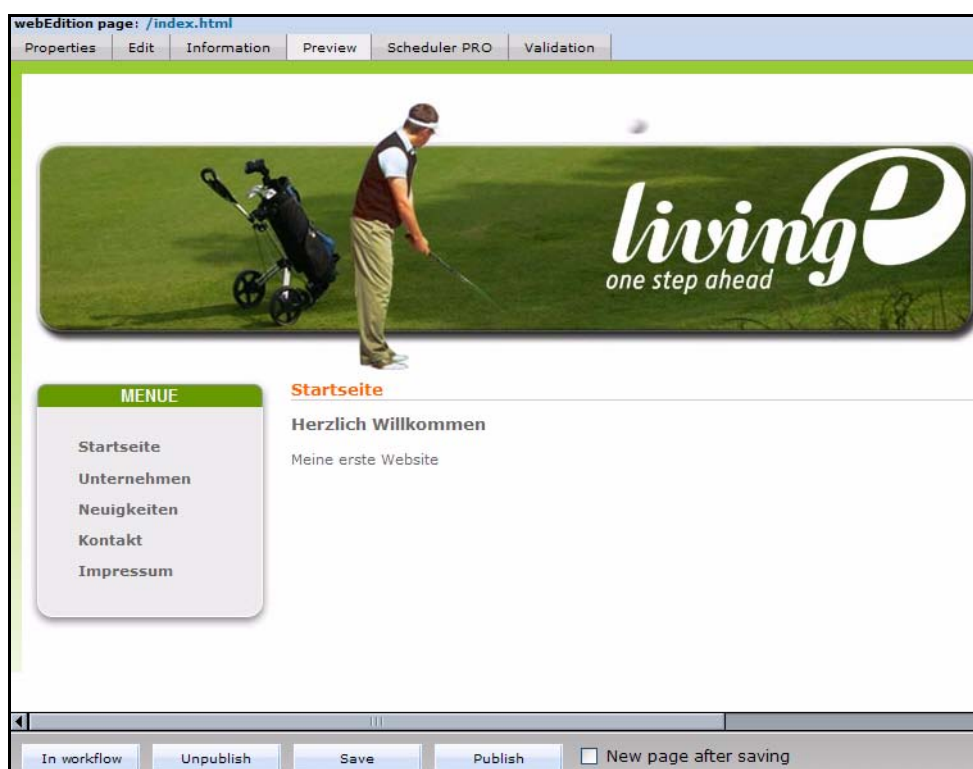 webEdition page: /index.html
Properties Edit Information Preview Scheduler PRO Validation
living e
one step ahead
MENUE
Startseite
Unternehmen
Neuigkeiten
Kontakt
Impressum
Startseite
Herzlich Willkommen
Meine erste Website
In workflow Unpublish Save Publish New page after saving